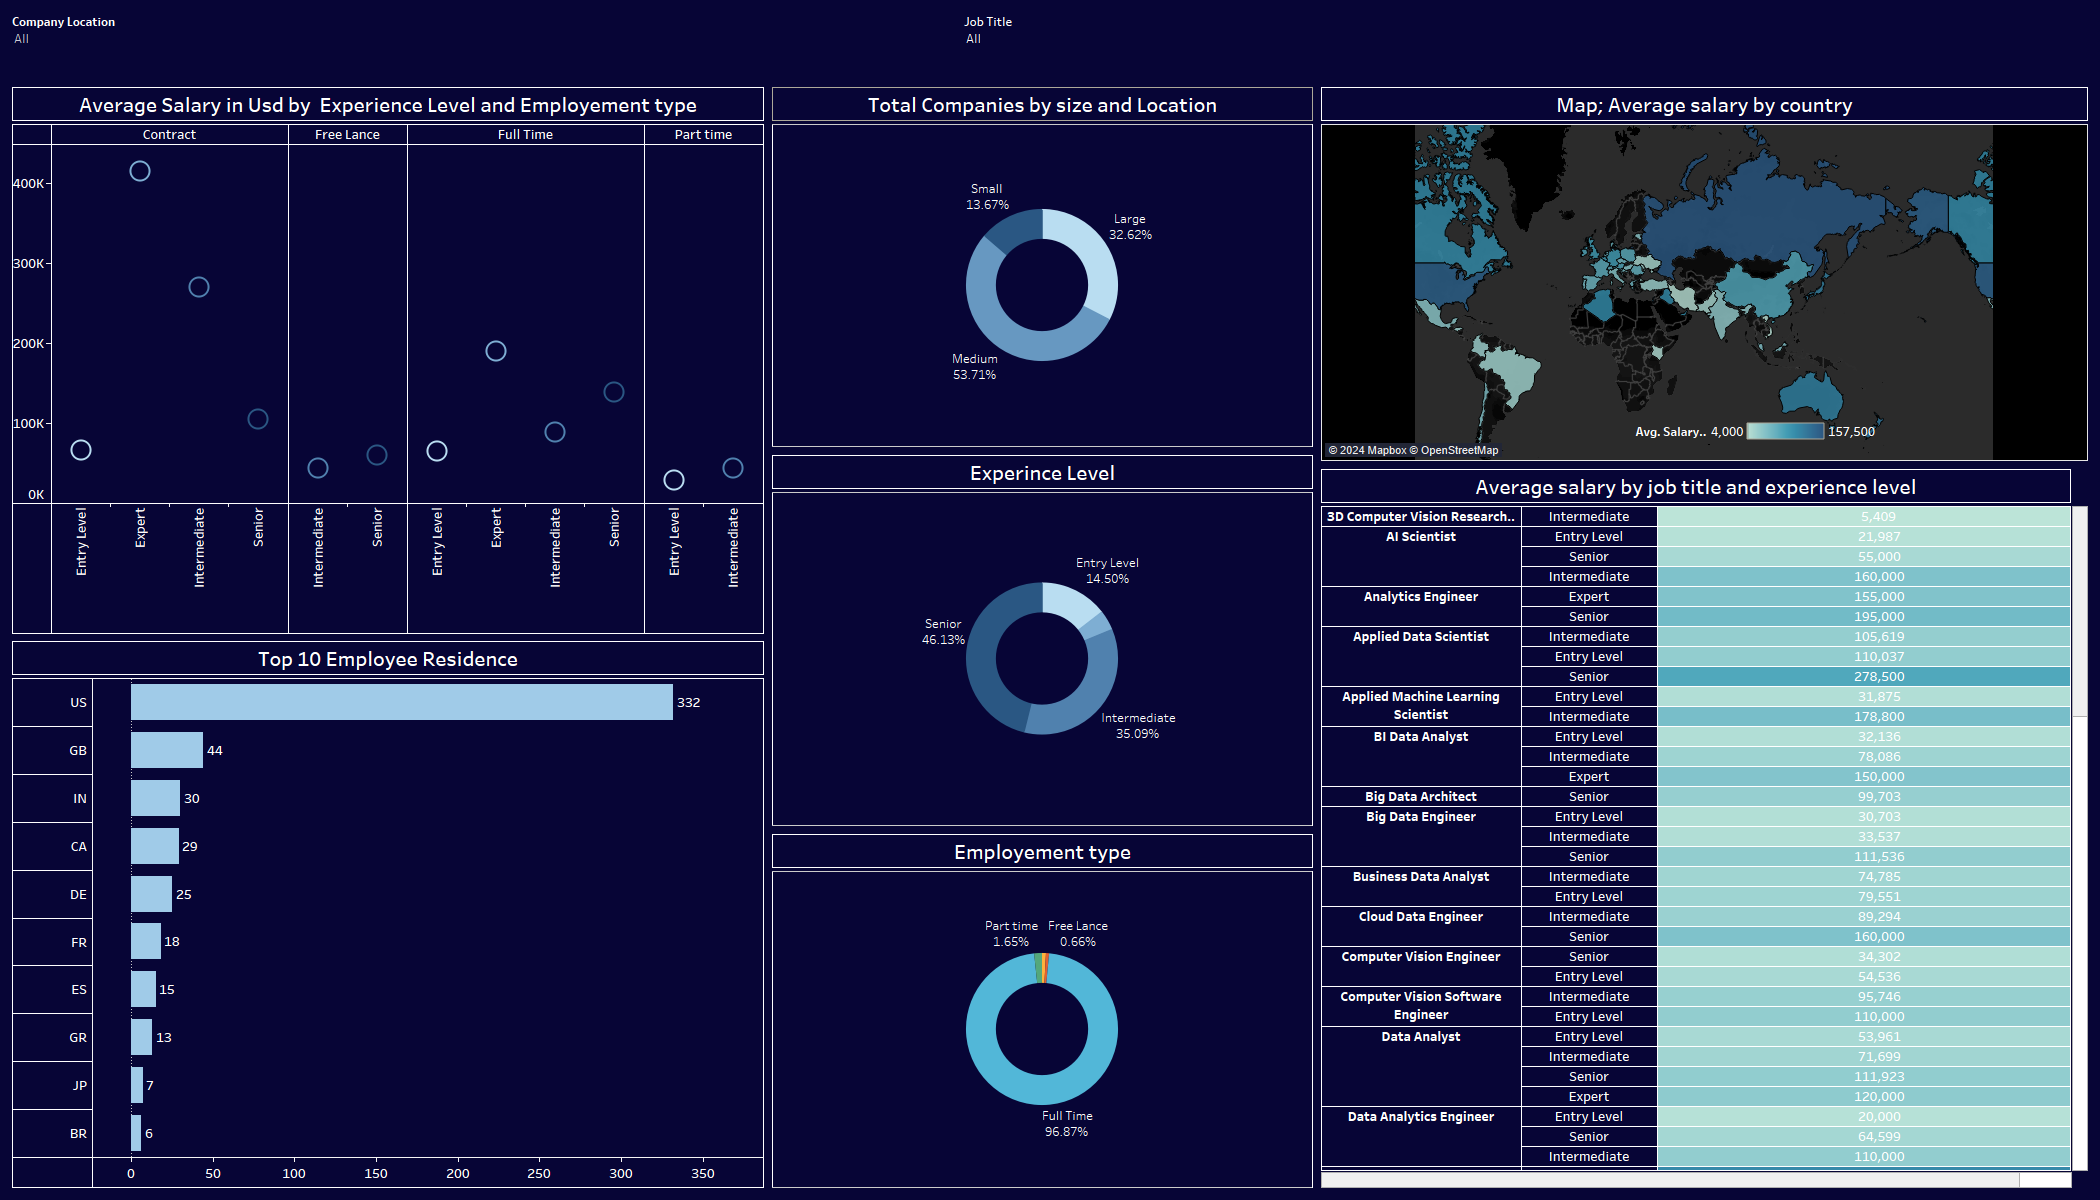 Company Location
All
Job Title
All
Average Salary in Usd by  Experience Level and Employement type
Contract
Free Lance
Full Time
Part time
400K
300K
200K
100K
0K
Entry Level
Expert
Intermediate
Senior
Intermediate
Senior
Entry Level
Expert
Intermediate
Senior
Entry Level
Intermediate
Top 10 Employee Residence
US 332
GB 44
IN 30
CA 29
DE 25
FR 18
ES 15
GR 13
JP 7
BR 6
0 50 100 150 200 250 300 350
Total Companies by size and Location
Small
13.67%
Large
32.62%
Medium
53.71%
Experince Level
Entry Level
14.50%
Senior
46.13%
Intermediate
35.09%
Employement type
Part time
1.65%
Free Lance
0.66%
Full Time
96.87%
Map; Average salary by country
Avg. Salary.. 4,000 157,500
© 2024 Mapbox © OpenStreetMap
Average salary by job title and experience level
3D Computer Vision Research.. Intermediate 5,409
AI Scientist Entry Level 21,987
Senior 55,000
Intermediate 160,000
Analytics Engineer Expert 155,000
Senior 195,000
Applied Data Scientist Intermediate 105,619
Entry Level 110,037
Senior 278,500
Applied Machine Learning
Scientist
Entry Level 31,875
Intermediate 178,800
BI Data Analyst Entry Level 32,136
Intermediate 78,086
Expert 150,000
Big Data Architect Senior 99,703
Big Data Engineer Entry Level 30,703
Intermediate 33,537
Senior 111,536
Business Data Analyst Intermediate 74,785
Entry Level 79,551
Cloud Data Engineer Intermediate 89,294
Senior 160,000
Computer Vision Engineer Senior 34,302
Entry Level 54,536
Computer Vision Software
Engineer
Intermediate 95,746
Entry Level 110,000
Data Analyst Entry Level 53,961
Intermediate 71,699
Senior 111,923
Expert 120,000
Data Analytics Engineer Entry Level 20,000
Senior 64,599
Intermediate 110,000